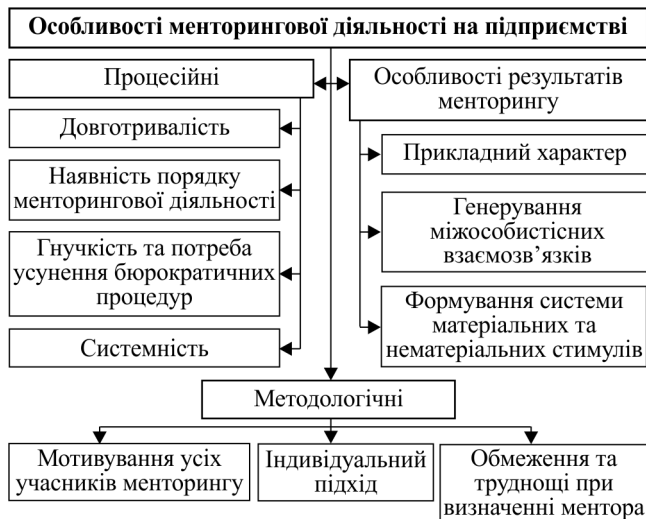 Особливості менторингової діяльності на підприємстві
Процесійні
Довготривалість
Наявність порядку
менторингової діяльності
Гнучкість та потреба
усунення бюрократичних
процедур
Системність
Особливості результатів
менторингу
Прикладний характер
Генерування
міжособистісних
взаємозв’язків
Формування системи
матеріальних та
нематеріальних стимулів
Методологічні
Мотивування усіх
учасників менторингу
Індивідуальний
підхід
Обмеження та
труднощі при
визначенні ментора